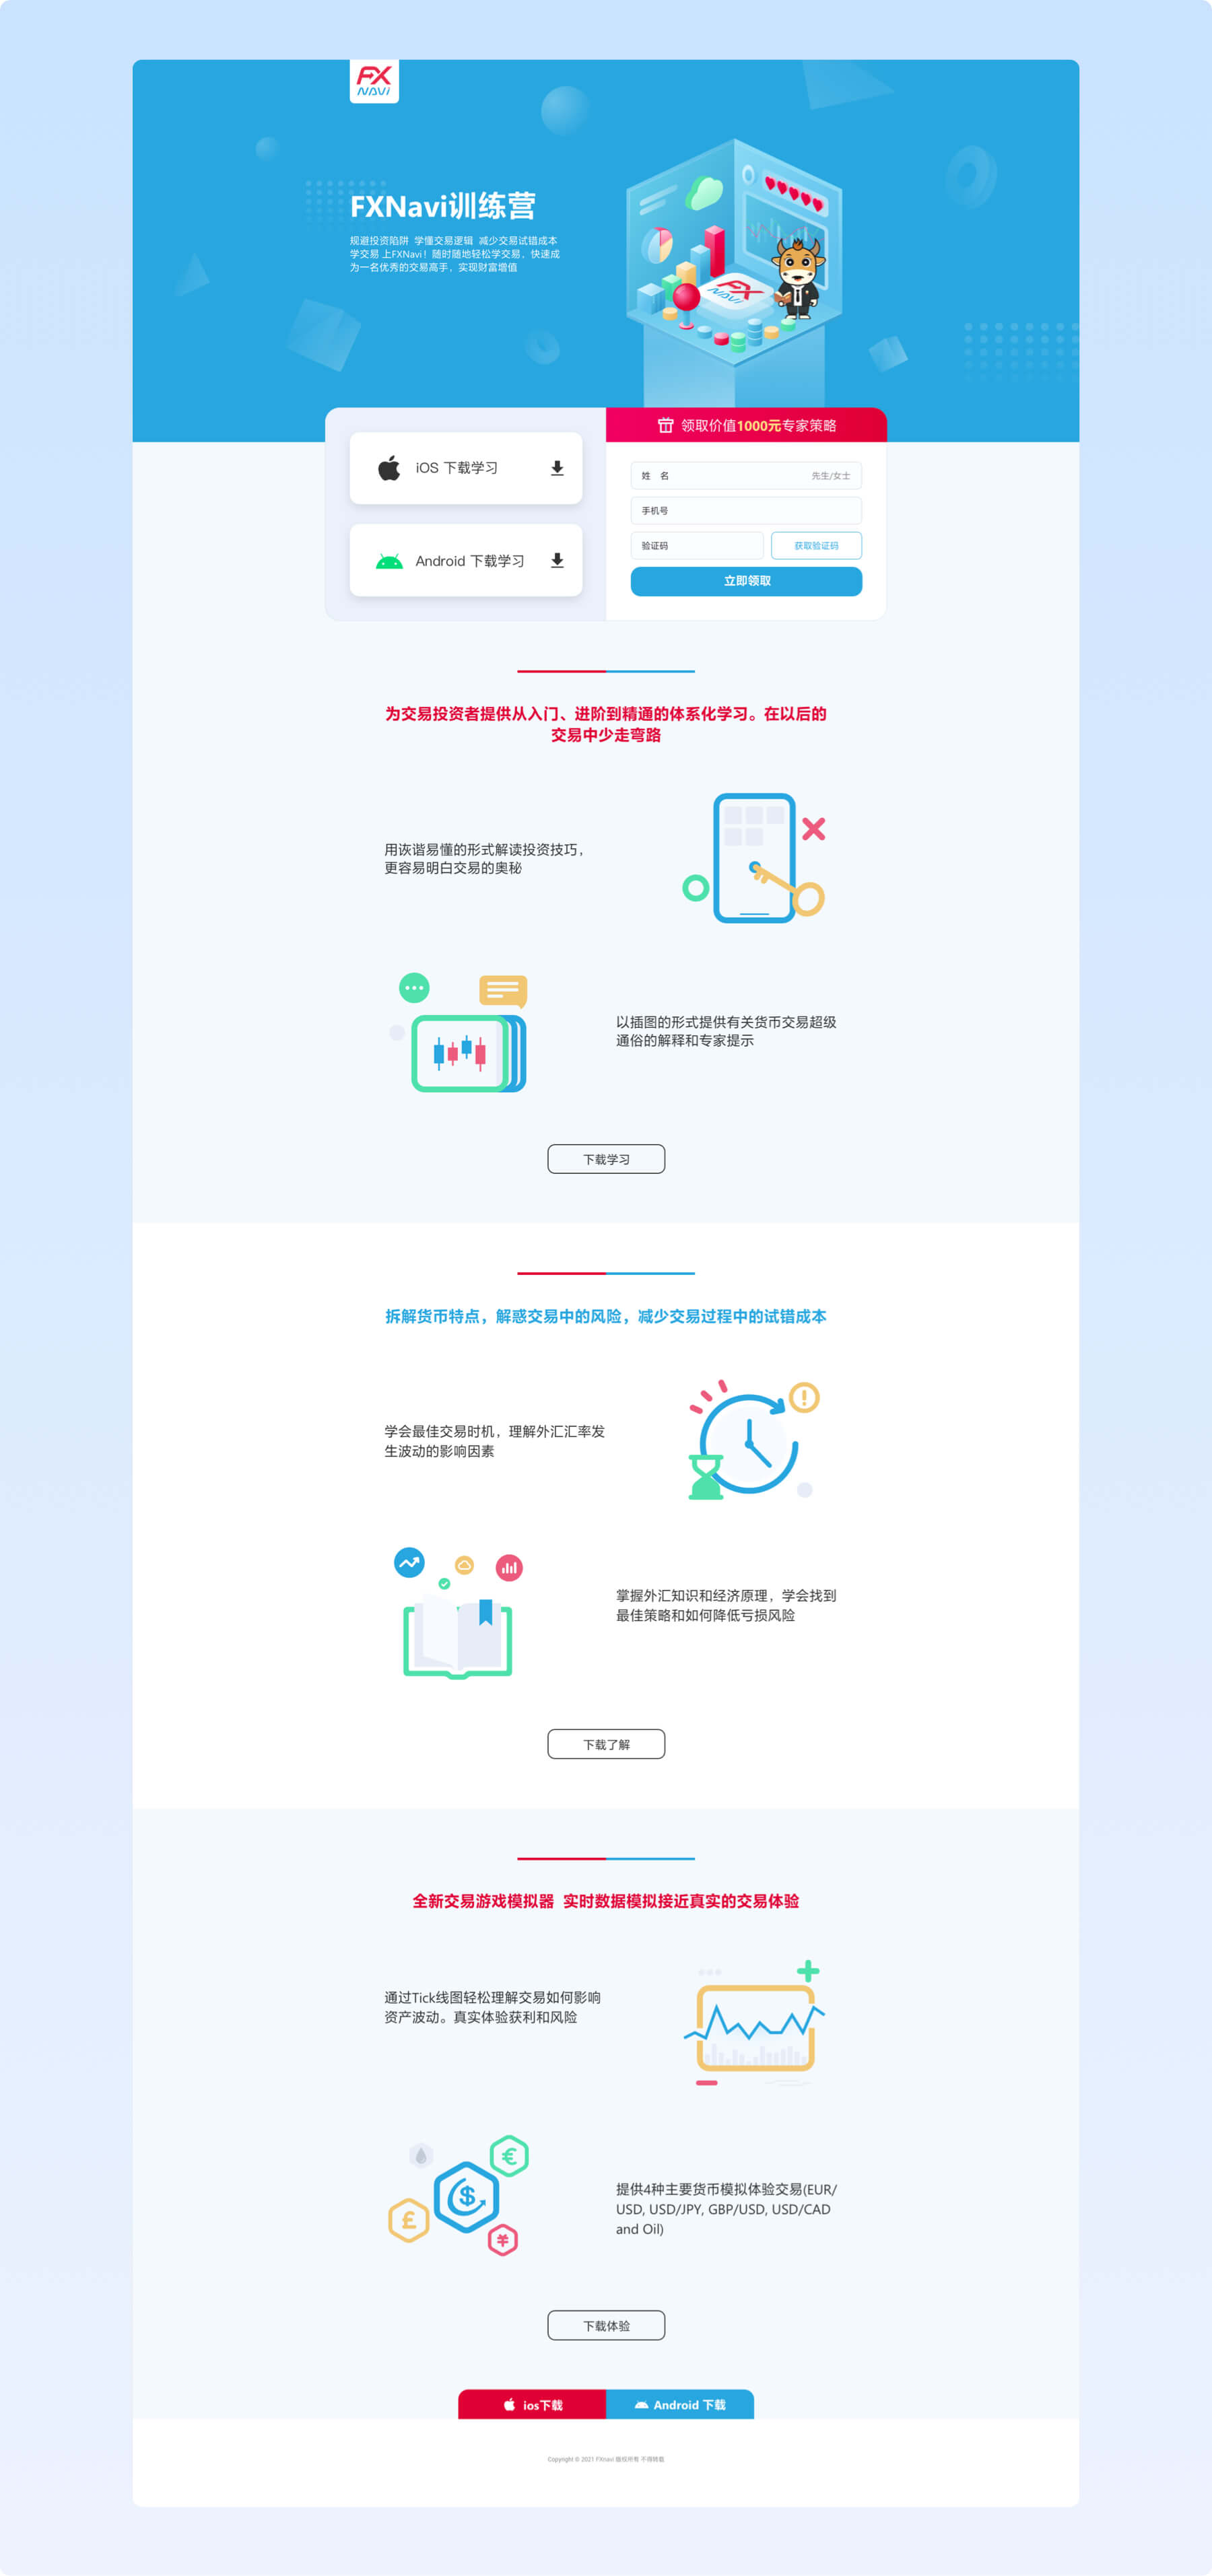 FX
NAVi
FXNavi训练营
规避投资陷阱 学懂交易逻辑 减少交易试错成本
学交易 上FXNavi！随时随地轻松学交易，快速成
为一名优秀的交易高手，实现财富增值
FX
NAVi
iOS 下载学习
Android 下载学习
领取价值1000元专家策略
姓 名 先生/女士
手机号
验证码 获取验证码
立即领取
为交易投资者提供从入门、进阶到精通的体系化学习。在以后的
交易中少走弯路
用诙谐易懂的形式解读投资技巧，
更容易明白交易的奥秘
以插图的形式提供有关货币交易超级
通俗的解释和专家提示
下载学习
拆解货币特点，解惑交易中的风险，减少交易过程中的试错成本
学会最佳交易时机，理解外汇汇率发
生波动的影响因素
掌握外汇知识和经济原理，学会找到
最佳策略和如何降低亏损风险
下载了解
全新交易游戏模拟器 实时数据模拟接近真实的交易体验
通过Tick线图轻松理解交易如何影响
资产波动。真实体验获利和风险
提供4种主要货币模拟体验交易(EUR/
USD, USD/JPY, GBP/USD, USD/CAD
and Oil)
下载体验
ios下载
Android 下载
Copyright © 2021 FXnavi 版权所有 不得转载